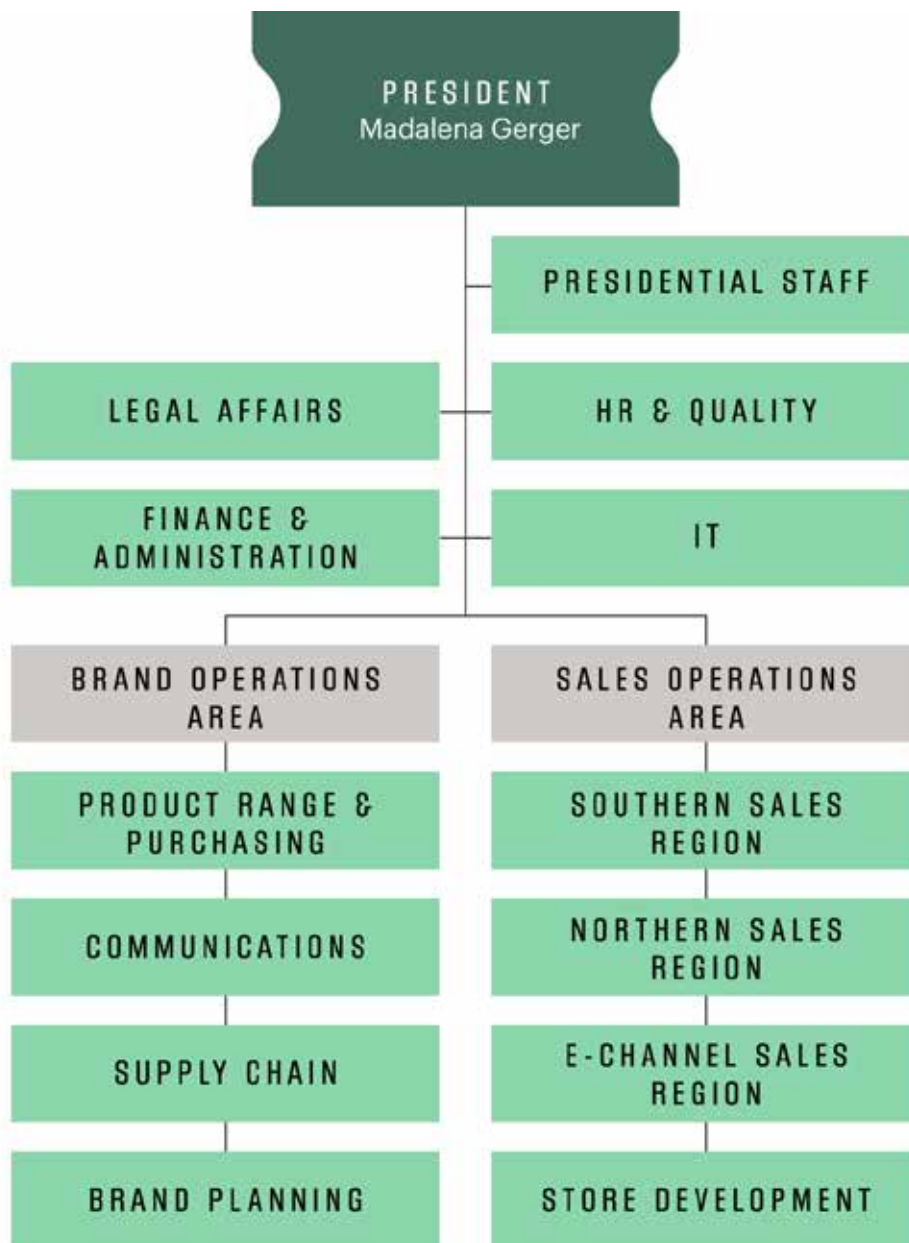 PRESIDENT
Madalena Gerger
PRESIDENTIAL STAFF
LEGAL AFFAIRS
HR & QUALITY
FINANCE &
ADMINISTRATION
IT
BRAND OPERATIONS
AREA
SALES OPERATIONS
AREA
PRODUCT RANGE &
PURCHASING
SOUTHERN SALES
REGION
COMMUNICATIONS
NORTHERN SALES
REGION
SUPPLY CHAIN
E-CHANNEL SALES
REGION
BRAND PLANNING
STORE DEVELOPMENT